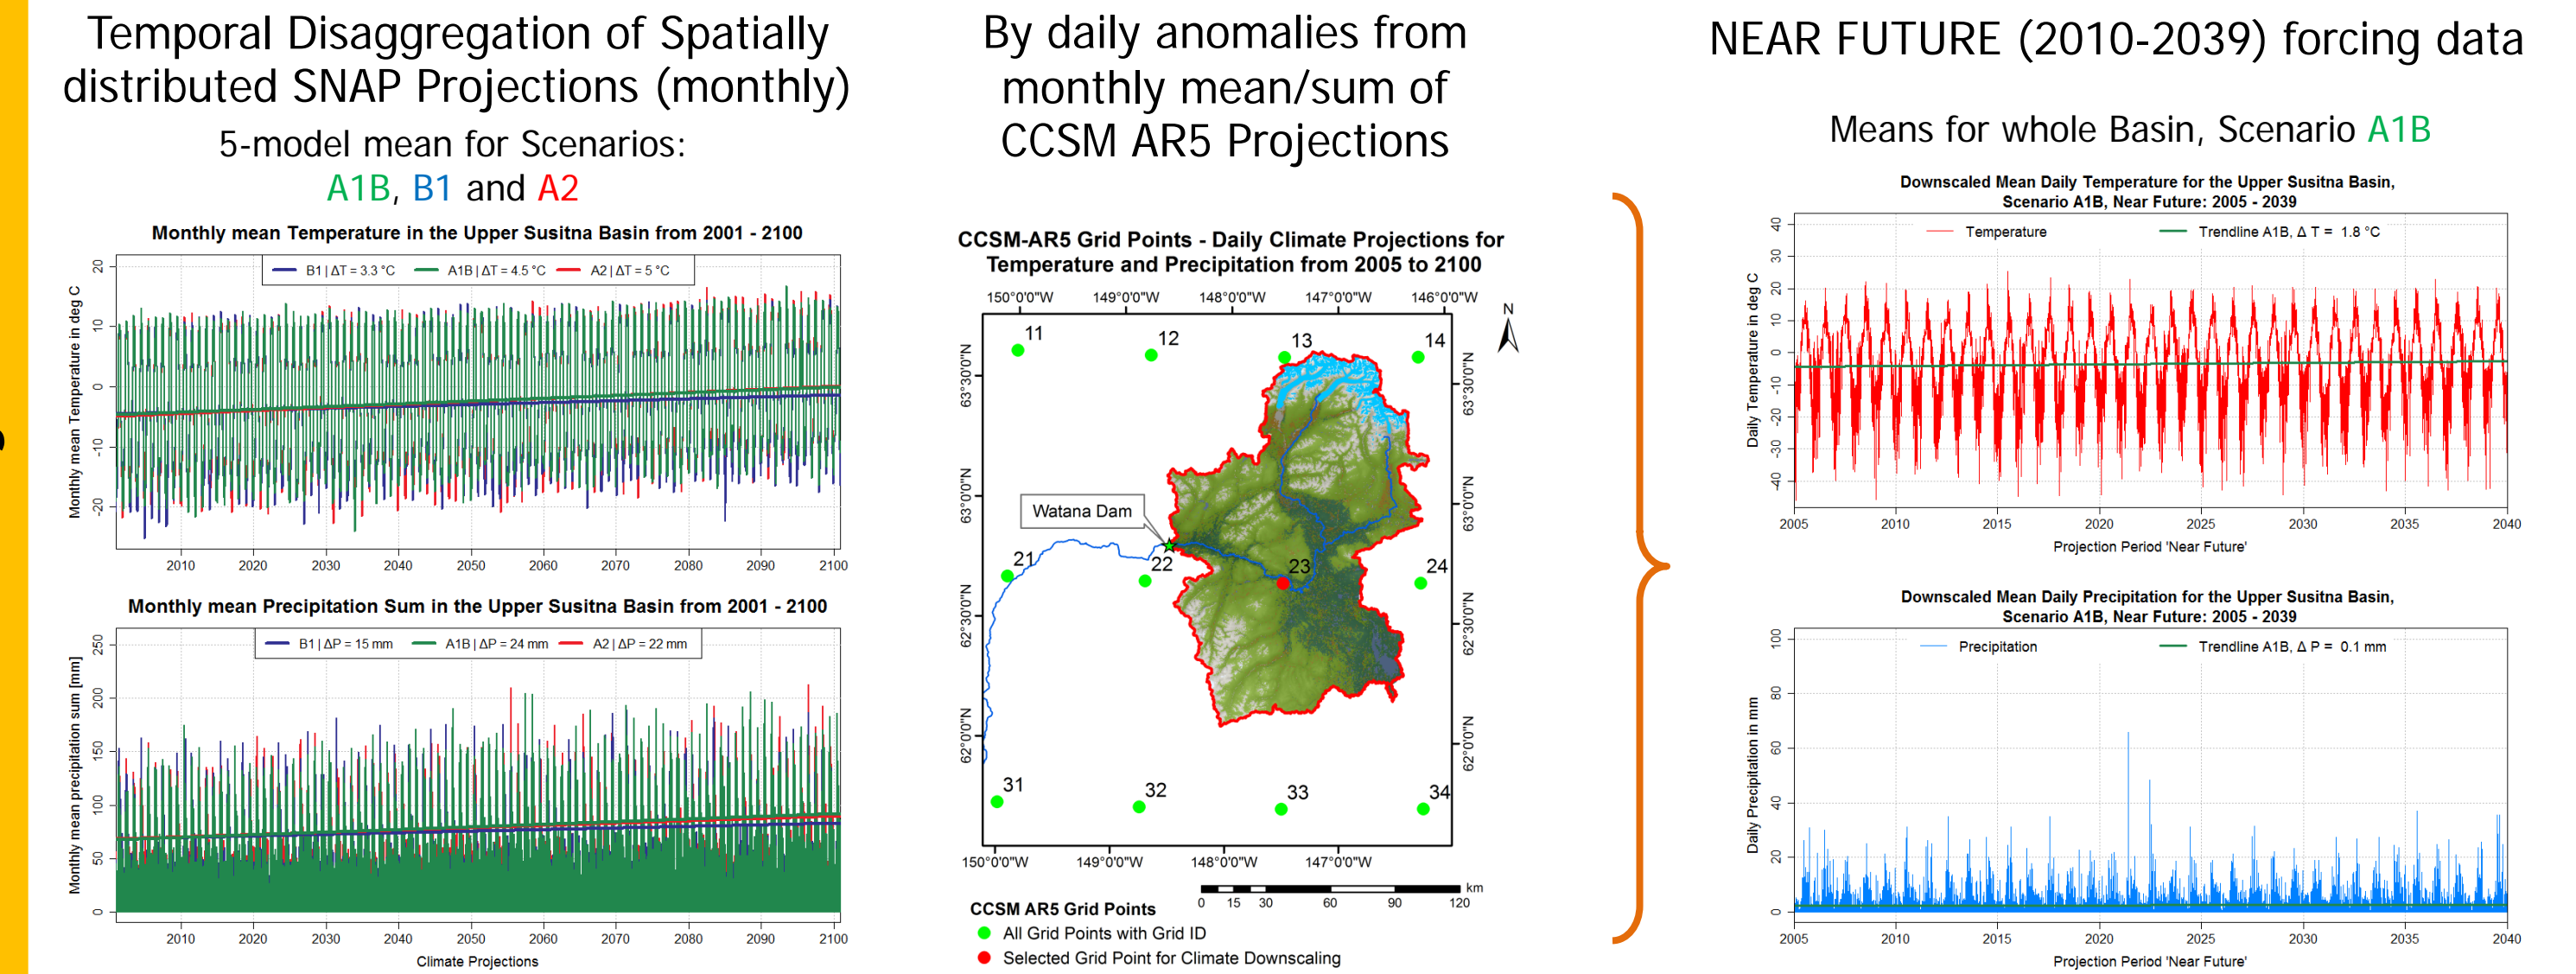 Temporal Disaggregation of Spatially
distributed SNAP Projections (monthly)
5-model mean for Scenarios:
A1B, B1 and A2
Monthly mean Temperature in the Upper Susitna Basin from 2001 - 2100
B1 | ΔT = 3.3 °C A1B | ΔT = 4.5 °C A2 | ΔT = 5 °C
Monthly mean Temperature in deg C
20
10
0
-10
-20
2010 2020 2030 2040 2050 2060 2070 2080 2090 2100
Monthly mean Precipitation Sum in the Upper Susitna Basin from 2001 - 2100
B1 | ΔP = 15 mm A1B | ΔP = 24 mm A2 | ΔP = 22 mm
Monthly mean precipitation sum [mm]
250
200
150
100
50
0
2010 2020 2030 2040 2050 2060 2070 2080 2090 2100
Climate Projections
By daily anomalies from
monthly mean/sum of
CCSM AR5 Projections
CCSM-AR5 Grid Points - Daily Climate Projections for
Temperature and Precipitation from 2005 to 2100
150°0'0"W 149°0'0"W 148°0'0"W 147°0'0"W 146°0'0"W
N
11 12 13 14
63°30'0"N 63°30'0"N
63°0'0"N 63°0'0"N
Watana Dam
21 22 23 24
62°30'0"N 62°30'0"N
62°0'0"N 62°0'0"N
31 32 33 34
150°0'0"W 149°0'0"W 148°0'0"W 147°0'0"W
km
0 15 30 60 90 120
CCSM AR5 Grid Points
All Grid Points with Grid ID
Selected Grid Point for Climate Downscaling
NEAR FUTURE (2010-2039) forcing data
Means for whole Basin, Scenario A1B
Downscaled Mean Daily Temperature for the Upper Susitna Basin,
Scenario A1B, Near Future: 2005 - 2039
Temperature Trendline A1B, Δ T = 1.8 °C
Daily Temperature in deg C
40
30
20
10
0
-10
-20
-30
-40
2005 2010 2015 2020 2025 2030 2035 2040
Projection Period 'Near Future'
Downscaled Mean Daily Precipitation for the Upper Susitna Basin,
Scenario A1B, Near Future: 2005 - 2039
Precipitation Trendline A1B, Δ P = 0.1 mm
Daily Precipitation in mm
100
80
60
40
20
0
2005 2010 2015 2020 2025 2030 2035 2040
Projection Period 'Near Future'